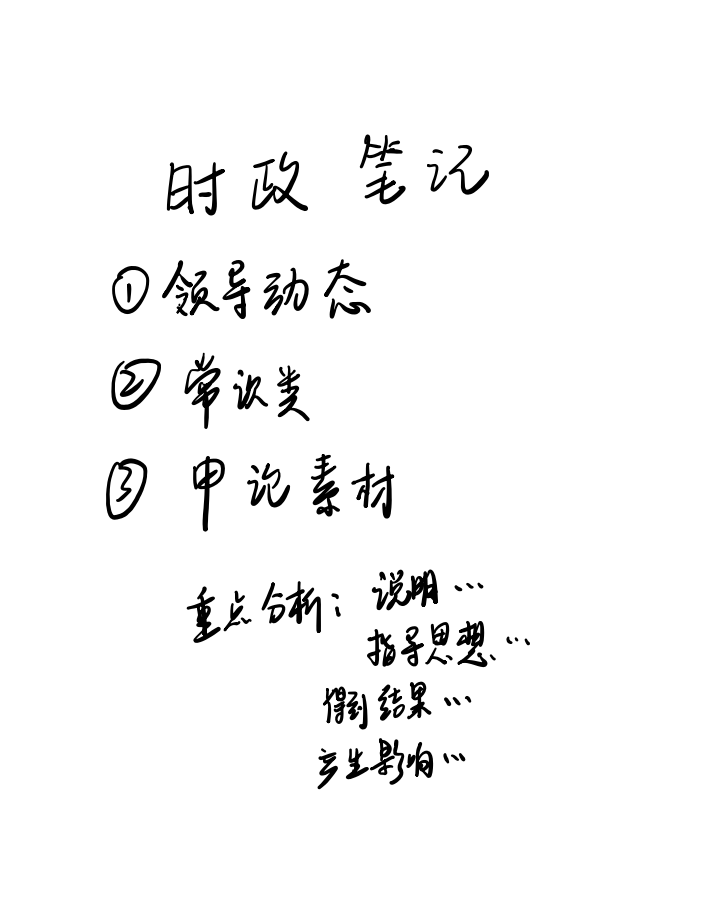 时政 笔记
①领导动态
②常识类
③申论素材
重点分析：说明…
指导思想…
得到结果…
产生影响…